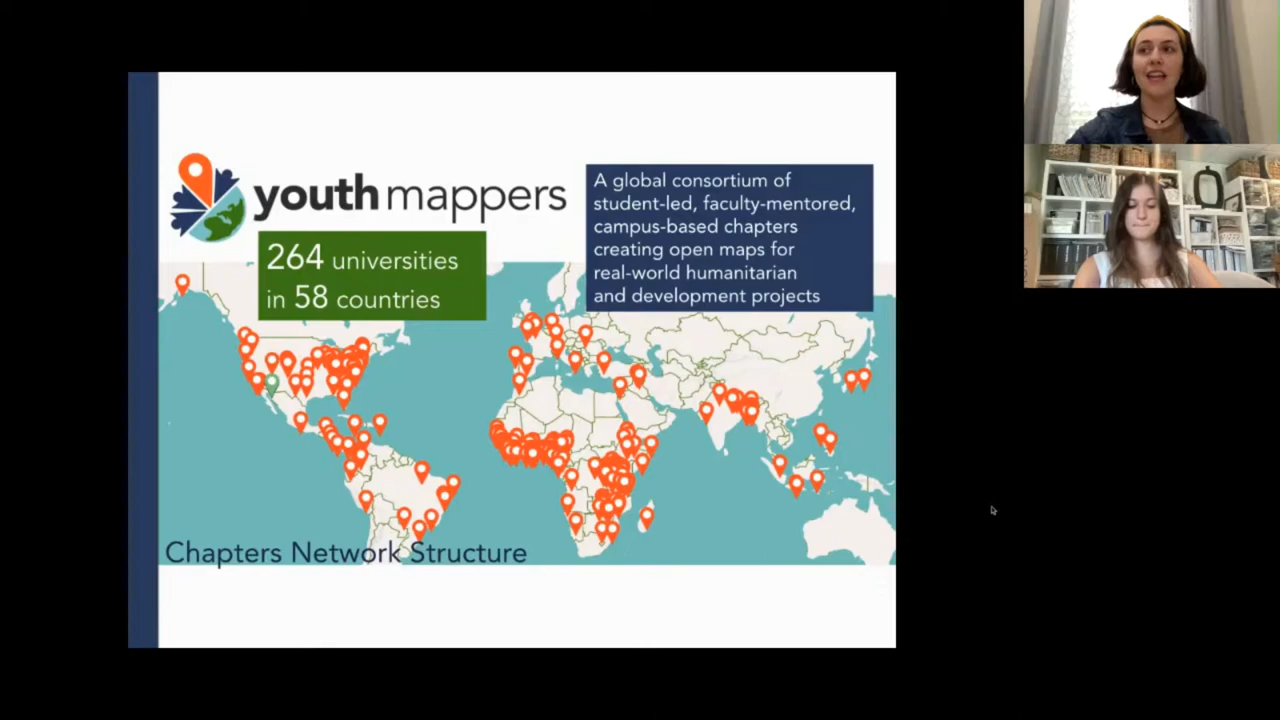 youthmappers
264 universities
in 58 countries
A global consortium of
student-led, faculty-mentored,
campus-based chapters
creating open maps for
real-world humanitarian
and development projects
Chapters Network Structure